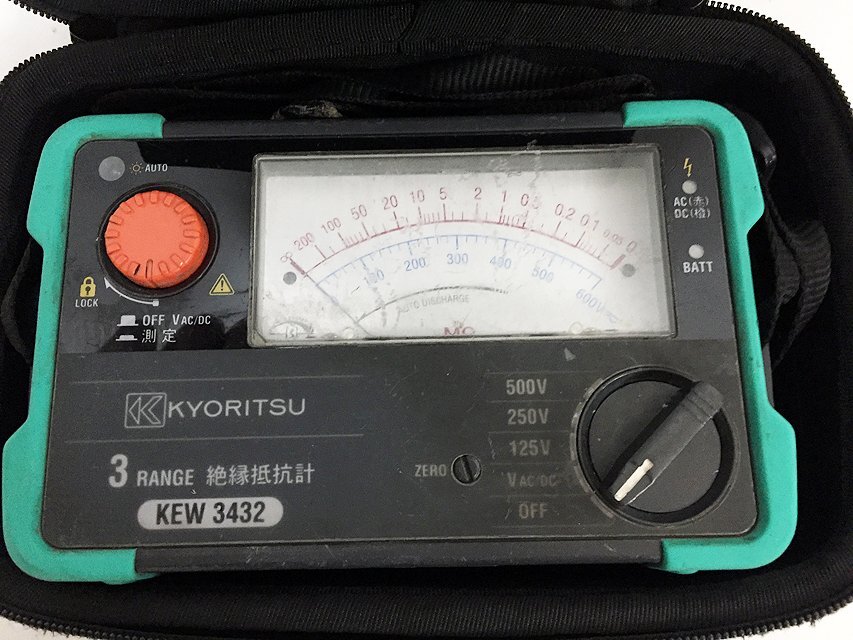 AUTO
AC(赤)
DC(橙)
BATT
∞ 200 100 50 20 10 5 2 1 0.5 0.2 0.1 0.05 0
100 200 300 400 500 600V
AUTO DISCHARGE
MΩ
LOCK
OFF VAC/DC
測定
KYORITSU
3 RANGE 絶縁抵抗計
KEW 3432
ZERO
500V
250V
125V
VAC/DC
OFF